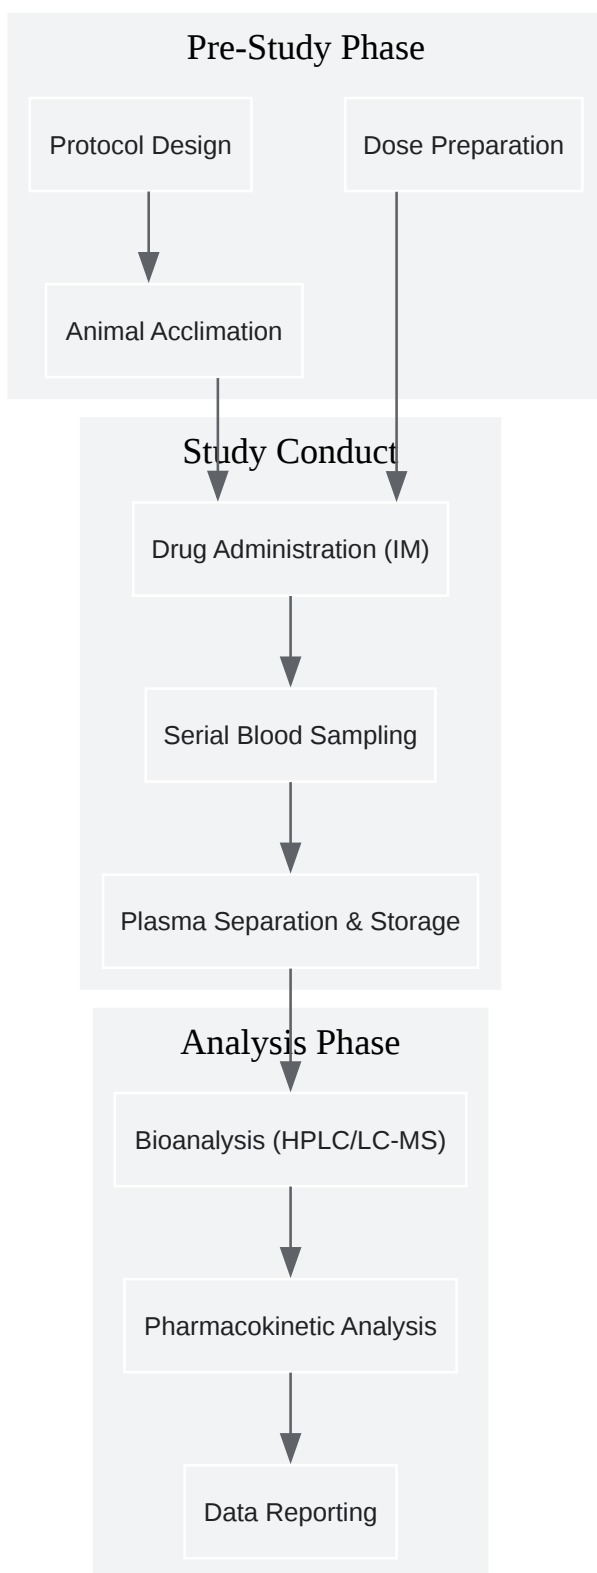 Pre-Study Phase
Protocol Design
Dose Preparation
Animal Acclimation
Study Conduct
Drug Administration (IM)
Serial Blood Sampling
Plasma Separation & Storage
Analysis Phase
Bioanalysis (HPLC/LC-MS)
Pharmacokinetic Analysis
Data Reporting